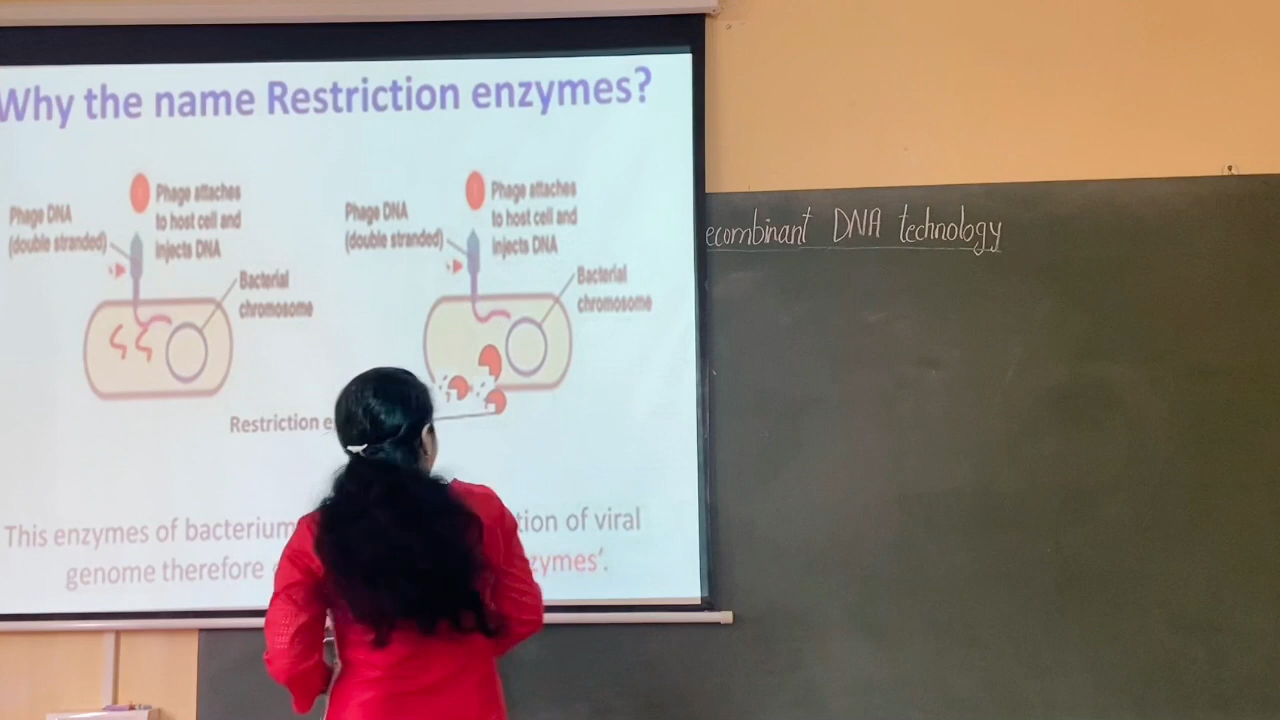 Why the name Restriction enzymes?
Phage DNA
(double stranded)
Phage attaches
to host cell and
injects DNA
Bacterial
chromosome
Phage DNA
(double stranded)
Phage attaches
to host cell and
injects DNA
Bacterial
chromosome
Restriction e
This enzymes of bacterium tion of viral
genome therefore zymes'.
ecombinant DNA technology